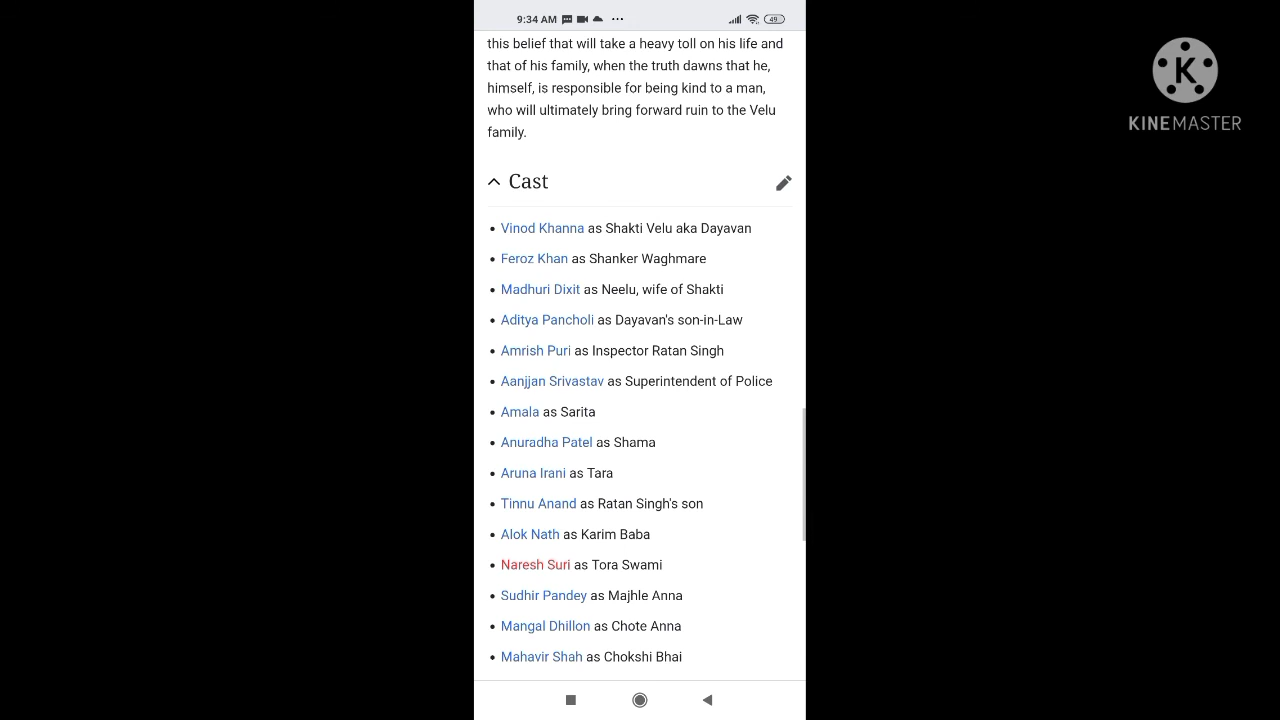 9:34 AM
49
this belief that will take a heavy toll on his life and
that of his family, when the truth dawns that he,
himself, is responsible for being kind to a man,
who will ultimately bring forward ruin to the Velu
family.
Cast
Vinod Khanna as Shakti Velu aka Dayavan
Feroz Khan as Shanker Waghmare
Madhuri Dixit as Neelu, wife of Shakti
Aditya Pancholi as Dayavan's son-in-Law
Amrish Puri as Inspector Ratan Singh
Aanjjan Srivastav as Superintendent of Police
Amala as Sarita
Anuradha Patel as Shama
Aruna Irani as Tara
Tinnu Anand as Ratan Singh's son
Alok Nath as Karim Baba
Naresh Suri as Tora Swami
Sudhir Pandey as Majhle Anna
Mangal Dhillon as Chote Anna
Mahavir Shah as Chokshi Bhai
K
KINEMASTER